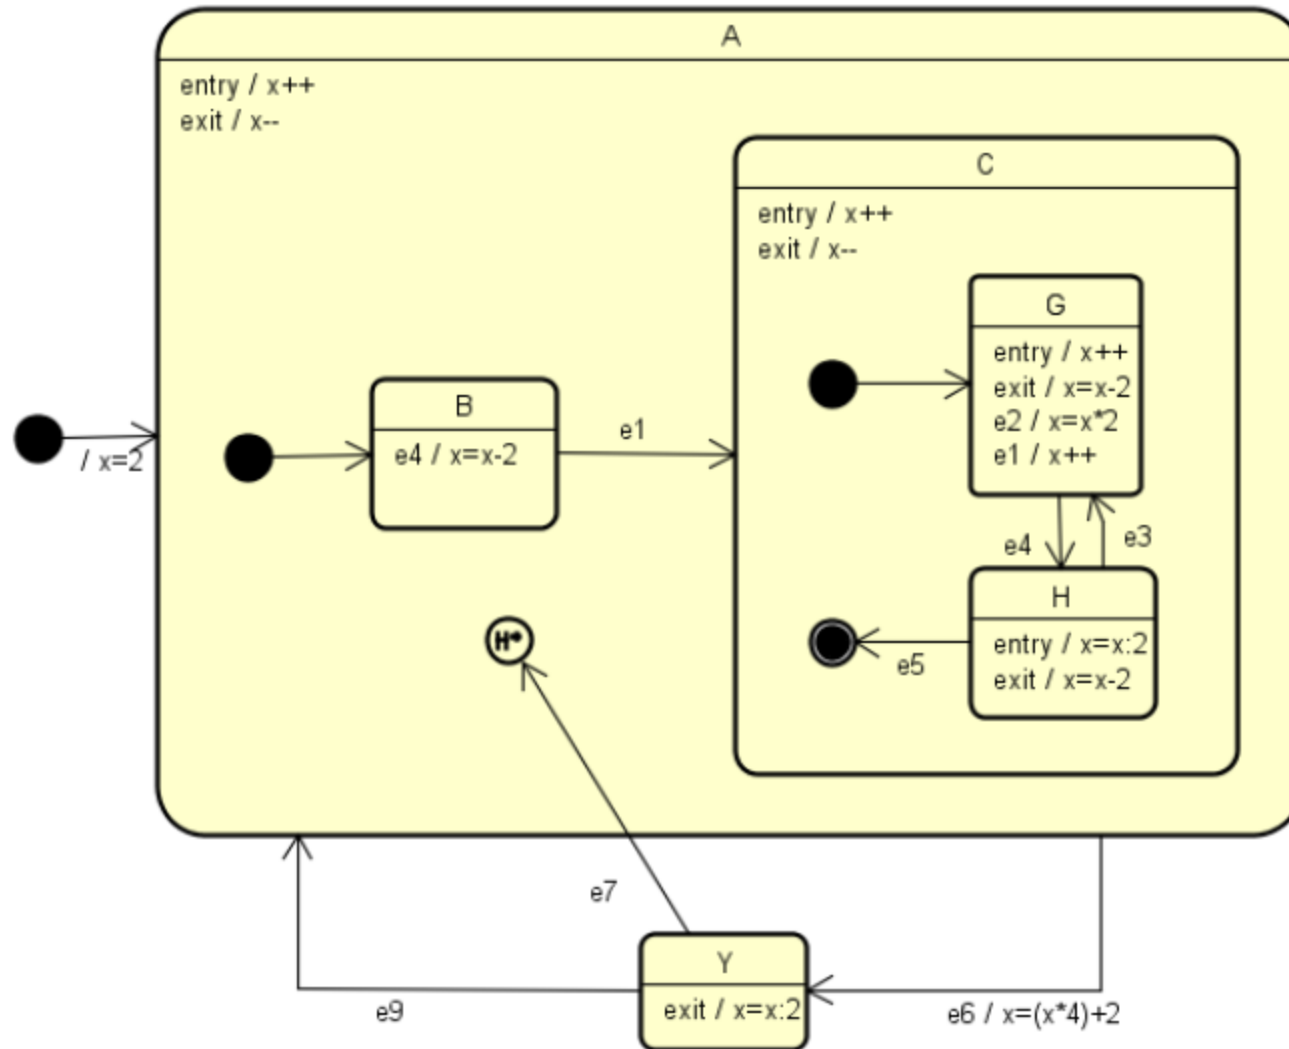 A
entry / x++
exit / x--
C
entry / x++
exit / x--
G
entry / x++
exit / x=x-2
e2 / x=x*2
e1 / x++
B
e4 / x=x-2
e1
/ x=2
e4
e3
H
entry / x=x:2
exit / x=x-2
e5
H*
e7
Y
exit / x=x:2
e9
e6 / x=(x*4)+2